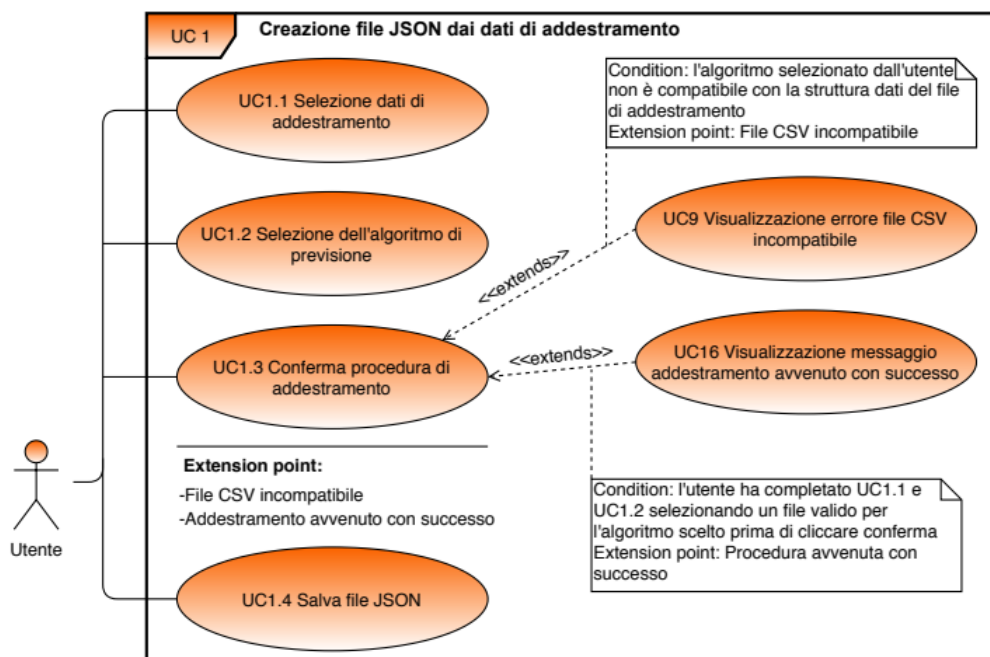 UC 1
Creazione file JSON dai dati di addestramento
UC1.1 Selezione dati di
addestramento
Condition: l'algoritmo selezionato dall'utente
non è compatibile con la struttura dati del file
di addestramento
Extension point: File CSV incompatibile
UC1.2 Selezione dell'algoritmo di
previsione
UC9 Visualizzazione errore file CSV
incompatibile
<<extends>>
UC1.3 Conferma procedura di
addestramento
<<extends>>
UC16 Visualizzazione messaggio
addestramento avvenuto con successo
Extension point:
-File CSV incompatibile
-Addestramento avvenuto con successo
Condition: l'utente ha completato UC1.1 e
UC1.2 selezionando un file valido per
l'algoritmo scelto prima di cliccare conferma
Extension point: Procedura avvenuta con
successo
Utente
UC1.4 Salva file JSON